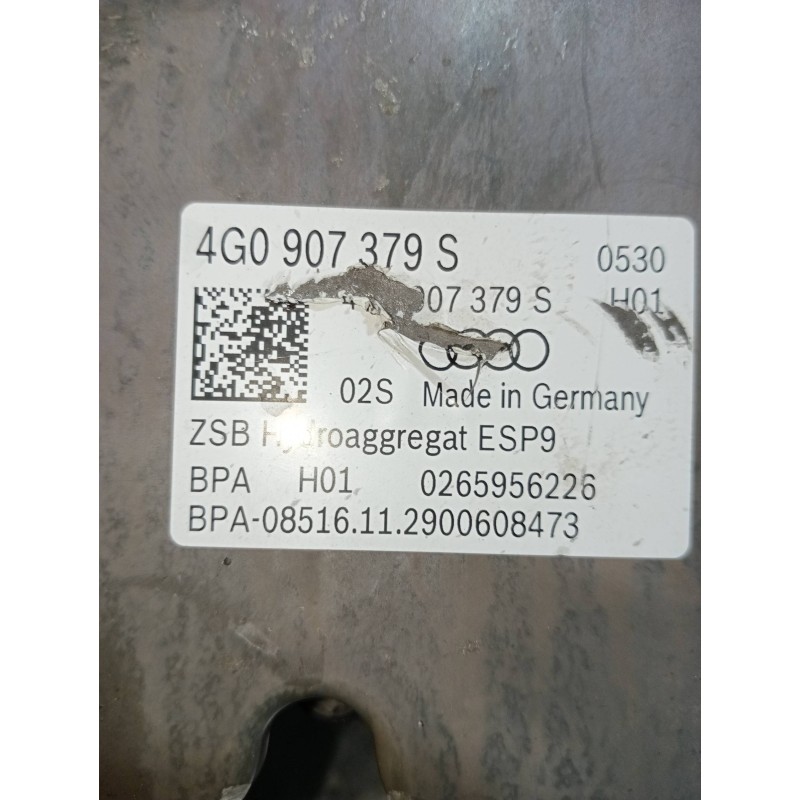 4G0 907 379 S 0530
907 379 S H01
02S Made in Germany
ZSB Hydroaggregat ESP9
BPA H01 0265956226
BPA-08516.11.2900608473